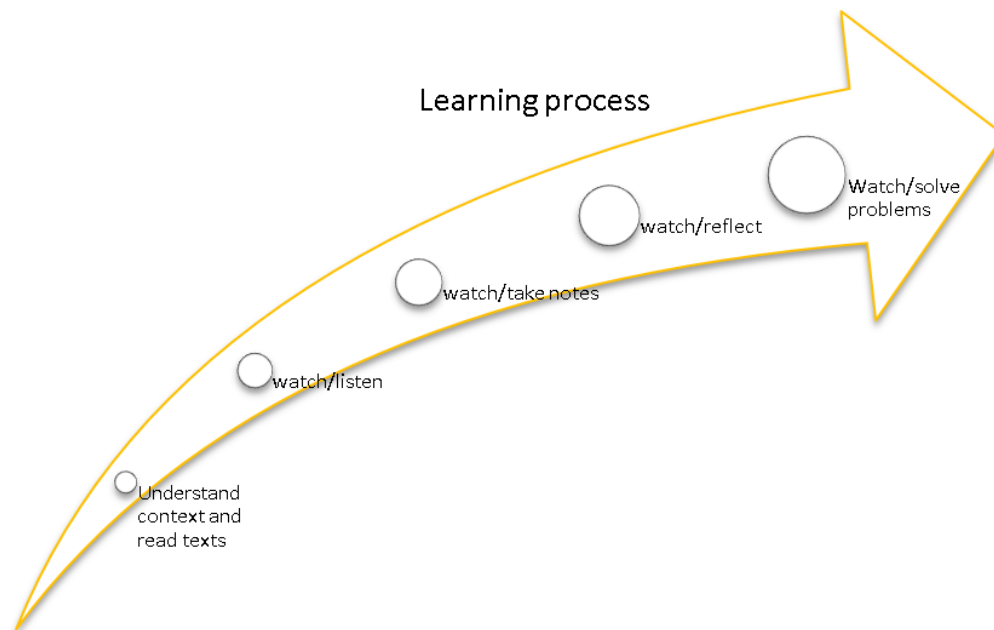 Learning process
Watch/solve
problems
watch/reflect
watch/take notes
watch/listen
Understand
context and
read texts